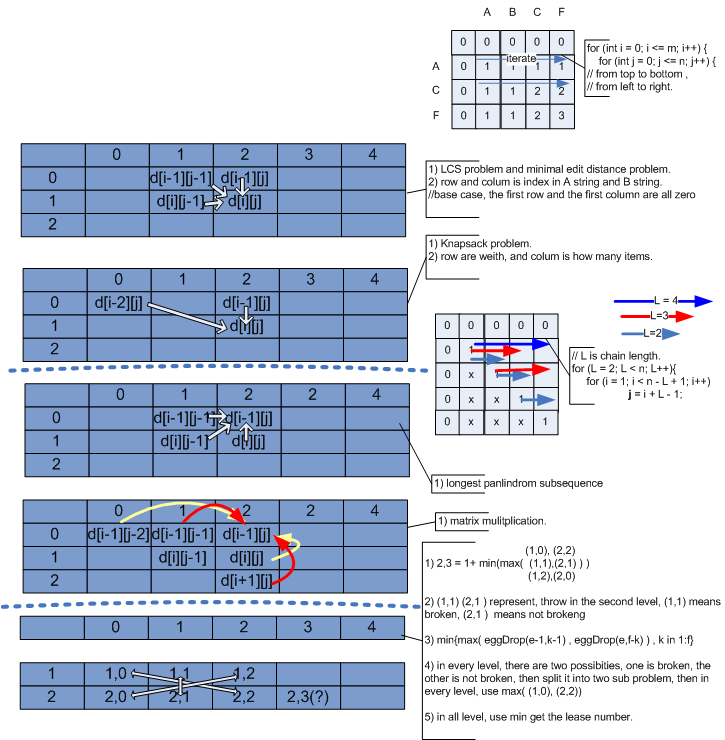 A B C F
0 0 0 0 0
A 0 1 1 1 1
iterate
C 0 1 1 2 2
F 0 1 1 2 3
for (int i = 0; i <= m; i++) {
for (int j = 0; j <= n; j++) {
// from top to bottom ,
// from left to right.
0 1 2 3 4
0 d[i-1][j-1] d[i-1][j]
1 d[i][j-1] d[i][j]
2
1) LCS problem and minimal edit distance problem.
2) row and colum is index in A string and B string.
//base case, the first row and the first column are all zero
0 1 2 3 4
0 d[i-2][j] d[i-1][j]
1 d[i][j]
2
1) Knapsack problem.
2) row are weith, and colum is how many items.
L = 4
L=3
L=2
0 0 0 0 0
0 1
0 x 1
0 x x 1
0 x x x 1
// L is chain length.
for (L = 2; L < n; L++){
for (i = 1; i < n - L + 1; i++)
j = i + L - 1;
0 1 2 2 4
0 d[i-1][j-1] d[i-1][j]
1 d[i][j-1] d[i][j]
2
1) longest panlindrom subsequence
0 1 2 2 4
0 d[i-1][j-2] d[i-1][j-1] d[i-1][j]
1 d[i][j-1] d[i][j]
2 d[i+1][j]
1) matrix mulitplication.
0 1 2 3 4
1 1,0 1,1 1,2
2 2,0 2,1 2,2 2,3(?)
(1,0), (2,2)
1) 2,3 = 1+ min(max( (1,1),(2,1) ) )
(1,2),(2,0)
2) (1,1) (2,1 ) represent, throw in the second level, (1,1) means
broken, (2,1 ) means not brokeng
3) min{max( eggDrop(e-1,k-1) , eggDrop(e,f-k) ) , k in 1:f}
4) in every level, there are two possibities, one is broken, the
other is not broken, then split it into two sub problem, then in
every level, use max( (1,0), (2,2))
5) in all level, use min get the lease number.